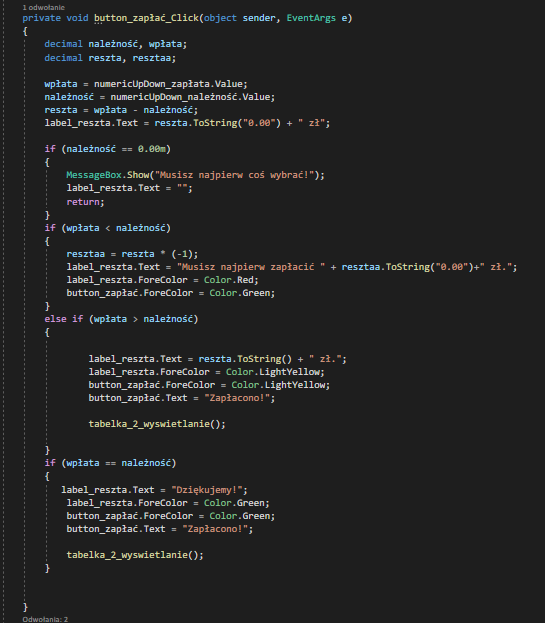 1 odwołanie
private void button_zapłać_Click(object sender, EventArgs e)
{
decimal należność, wpłata;
decimal reszta, resztaa;
wpłata = numericUpDown_zapłata.Value;
należność = numericUpDown_należność.Value;
reszta = wpłata - należność;
label_reszta.Text = reszta.ToString("0.00") + " zł";
if (należność == 0.00m)
{
MessageBox.Show("Musisz najpierw coś wybrać!");
label_reszta.Text = "";
return;
}
if (wpłata < należność)
{
resztaa = reszta * (-1);
label_reszta.Text = "Musisz najpierw zapłacić " + resztaa.ToString("0.00")+" zł.";
label_reszta.ForeColor = Color.Red;
button_zapłać.ForeColor = Color.Green;
}
else if (wpłata > należność)
{
label_reszta.Text = reszta.ToString() + " zł.";
label_reszta.ForeColor = Color.LightYellow;
button_zapłać.ForeColor = Color.LightYellow;
button_zapłać.Text = "Zapłacono!";
tabelka_2_wyswietlanie();
}
if (wpłata == należność)
{
label_reszta.Text = "Dziękujemy!";
label_reszta.ForeColor = Color.Green;
button_zapłać.ForeColor = Color.Green;
button_zapłać.Text = "Zapłacono!";
tabelka_2_wyswietlanie();
}
}
Odwołania: 2